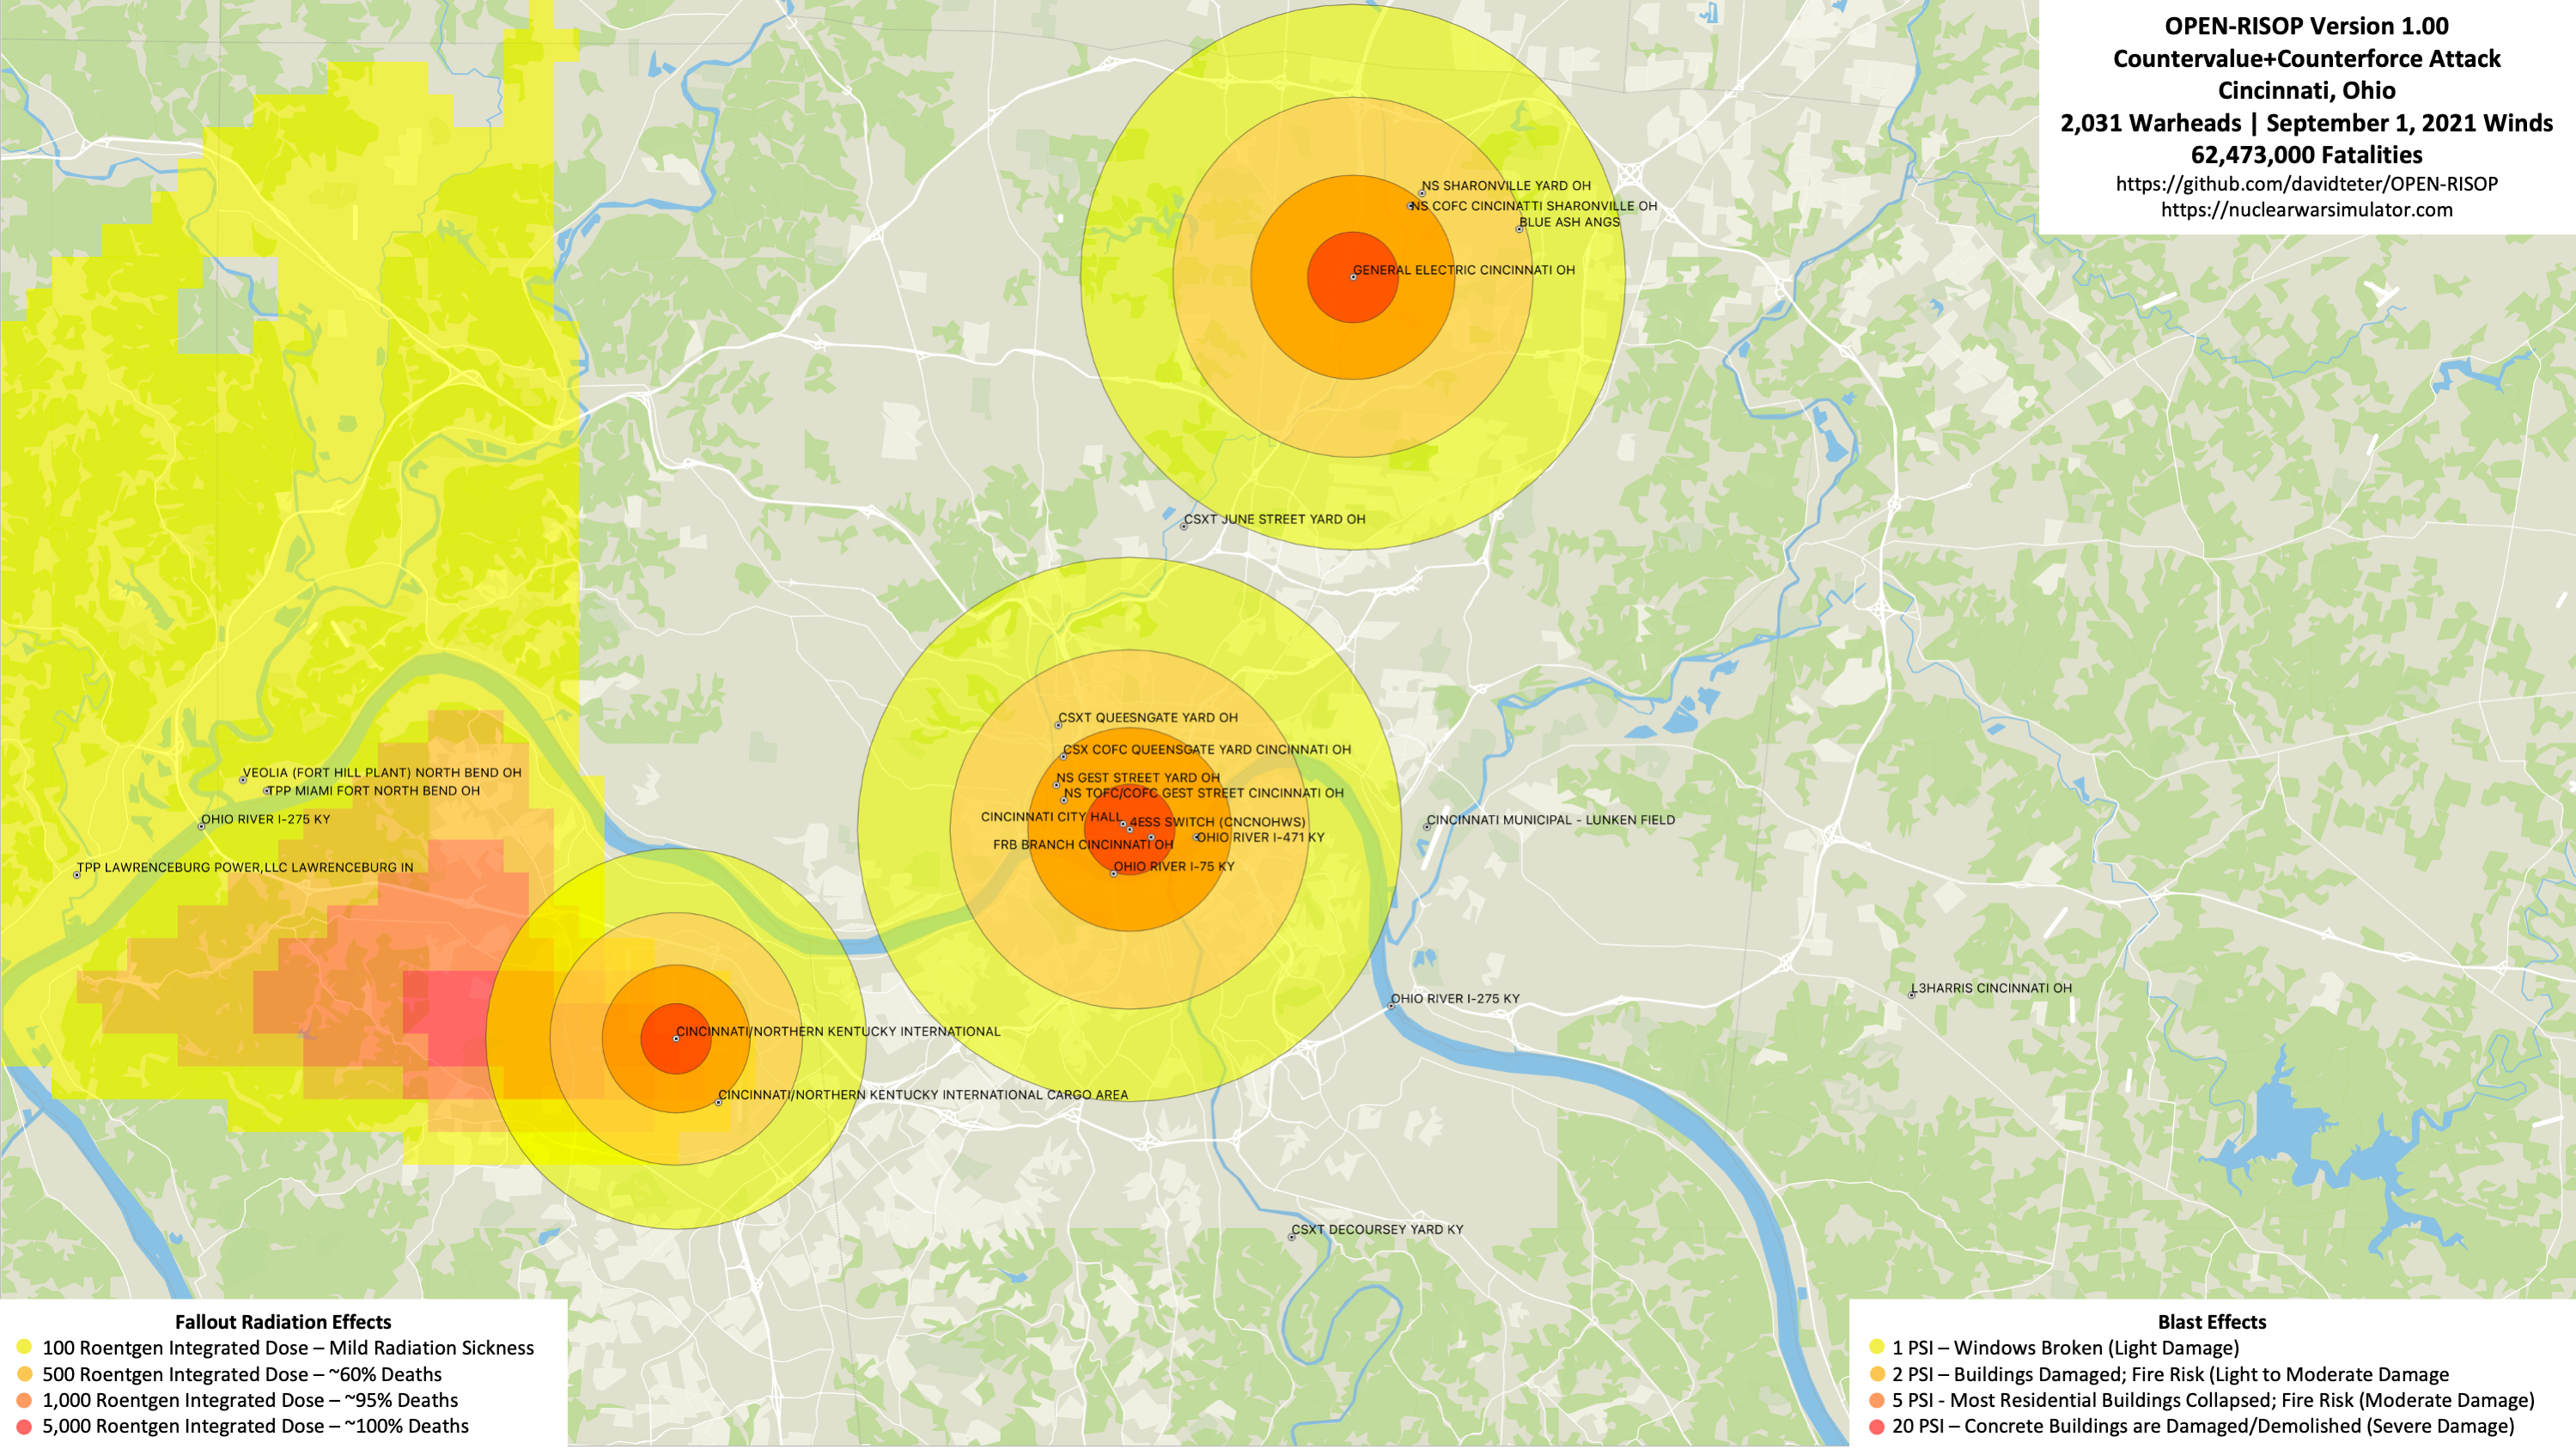 OPEN-RISOP Version 1.00
Countervalue+Counterforce Attack
Cincinnati, Ohio
2,031 Warheads | September 1, 2021 Winds
62,473,000 Fatalities
https://github.com/davidteter/OPEN-RISOP
https://nuclearwarsimulator.com
NS SHARONVILLE YARD OH
NS COFC CINCINATTI SHARONVILLE OH
BLUE ASH ANGS
GENERAL ELECTRIC CINCINNATI OH
CSXT JUNE STREET YARD OH
CSXT QUEESNGATE YARD OH
CSX COFC QUEENSGATE YARD CINCINNATI OH
NS GEST STREET YARD OH
NS TOFC/COFC GEST STREET CINCINNATI OH
CINCINNATI CITY HALL
4ESS SWITCH (CNCNOHWS)
OHIO RIVER I-471 KY
FRB BRANCH CINCINNATI OH
OHIO RIVER I-75 KY
CINCINNATI MUNICIPAL - LUNKEN FIELD
VEOLIA (FORT HILL PLANT) NORTH BEND OH
TPP MIAMI FORT NORTH BEND OH
OHIO RIVER I-275 KY
TPP LAWRENCEBURG POWER,LLC LAWRENCEBURG IN
L3HARRIS CINCINNATI OH
OHIO RIVER I-275 KY
CINCINNATI/NORTHERN KENTUCKY INTERNATIONAL
CINCINNATI/NORTHERN KENTUCKY INTERNATIONAL CARGO AREA
CSXT DECOURSEY YARD KY
Fallout Radiation Effects
100 Roentgen Integrated Dose – Mild Radiation Sickness
500 Roentgen Integrated Dose – ~60% Deaths
1,000 Roentgen Integrated Dose – ~95% Deaths
5,000 Roentgen Integrated Dose – ~100% Deaths
Blast Effects
1 PSI – Windows Broken (Light Damage)
2 PSI – Buildings Damaged; Fire Risk (Light to Moderate Damage
5 PSI - Most Residential Buildings Collapsed; Fire Risk (Moderate Damage)
20 PSI – Concrete Buildings are Damaged/Demolished (Severe Damage)